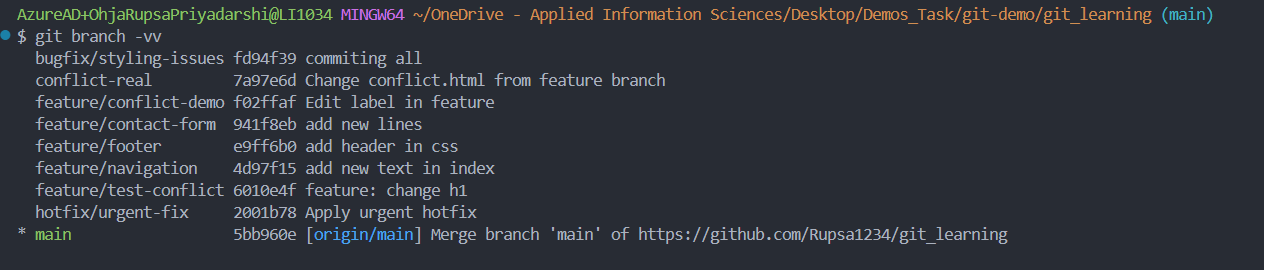 AzureAD+OhjaRupsaPriyadarshi@LI1034 MINGW64 ~/OneDrive - Applied Information Sciences/Desktop/Demos_Task/git-demo/git_learning (main)
$ git branch -vv
  bugfix/styling-issues fd94f39 commiting all
  conflict-real         7a97e6d Change conflict.html from feature branch
  feature/conflict-demo f02ffaf Edit label in feature
  feature/contact-form  941f8eb add new lines
  feature/footer        e9ff6b0 add header in css
  feature/navigation    4d97f15 add new text in index
  feature/test-conflict 6010e4f feature: change h1
  hotfix/urgent-fix     2001b78 Apply urgent hotfix
* main                  5bb960e [origin/main] Merge branch 'main' of https://github.com/Rupsa1234/git_learning